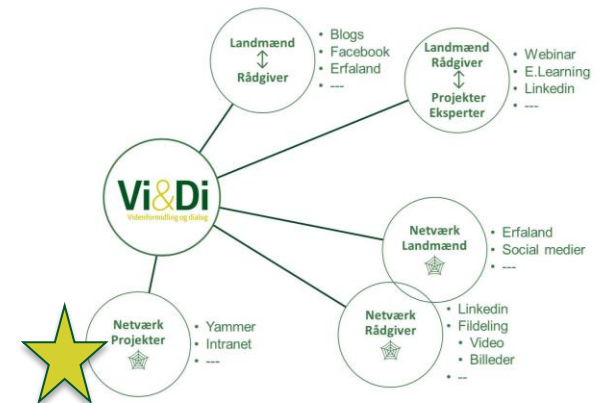 Landmænd
Rådgiver
• Blogs
• Facebook
• Erfaland
• ---
Landmænd
Rådgiver
Projekter
Eksperter
• Webinar
• E.Learning
• Linkedin
• ---
Vi&Di
Videnformidling og dialog
Netværk
Landmænd
• Erfaland
• Social medier
• ---
Netværk
Rådgiver
• Linkedin
• Fildeling
• Video
• Billeder
• --
Netværk
Projekter
• Yammer
• Intranet
• ---